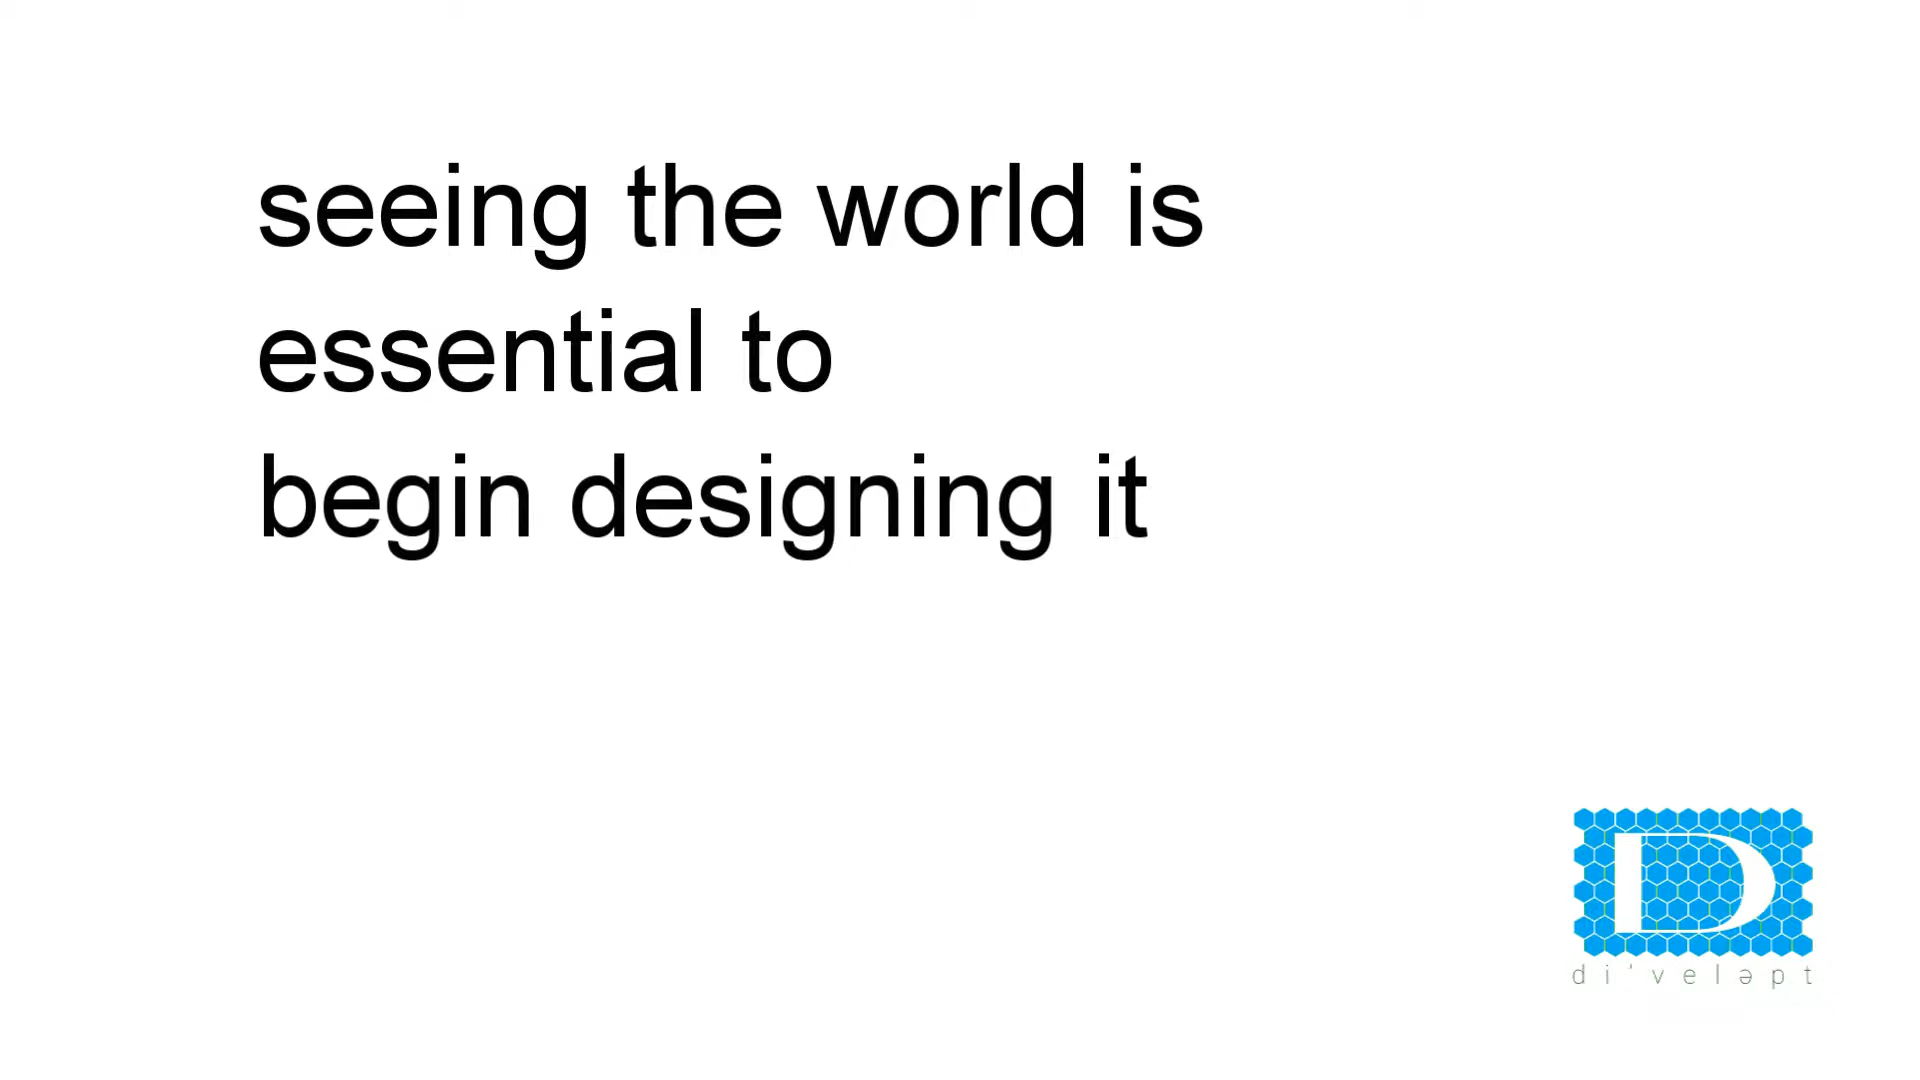 seeing the world is
essential to
begin designing it
D
di'veləpt